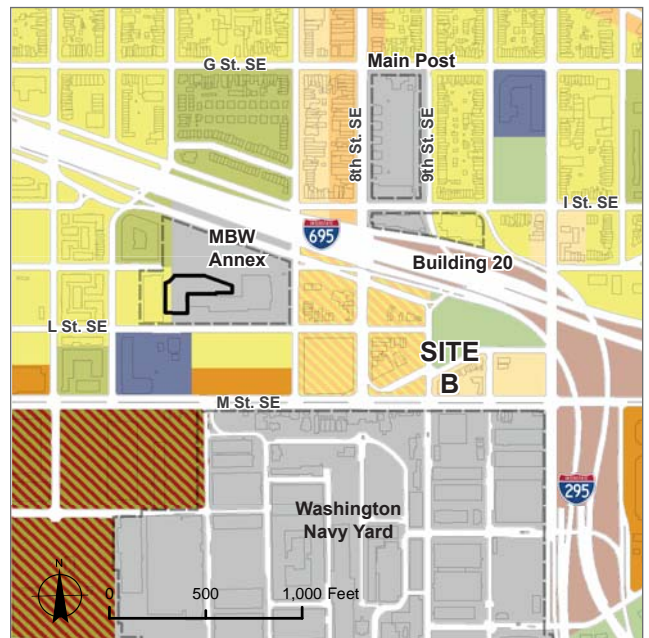 G St. SE
Main Post
8th St. SE
9th St. SE
I St. SE
MBW
Annex
695
Building 20
L St. SE
SITE
B
M St. SE
295
Washington
Navy Yard
N
0 500 1,000 Feet